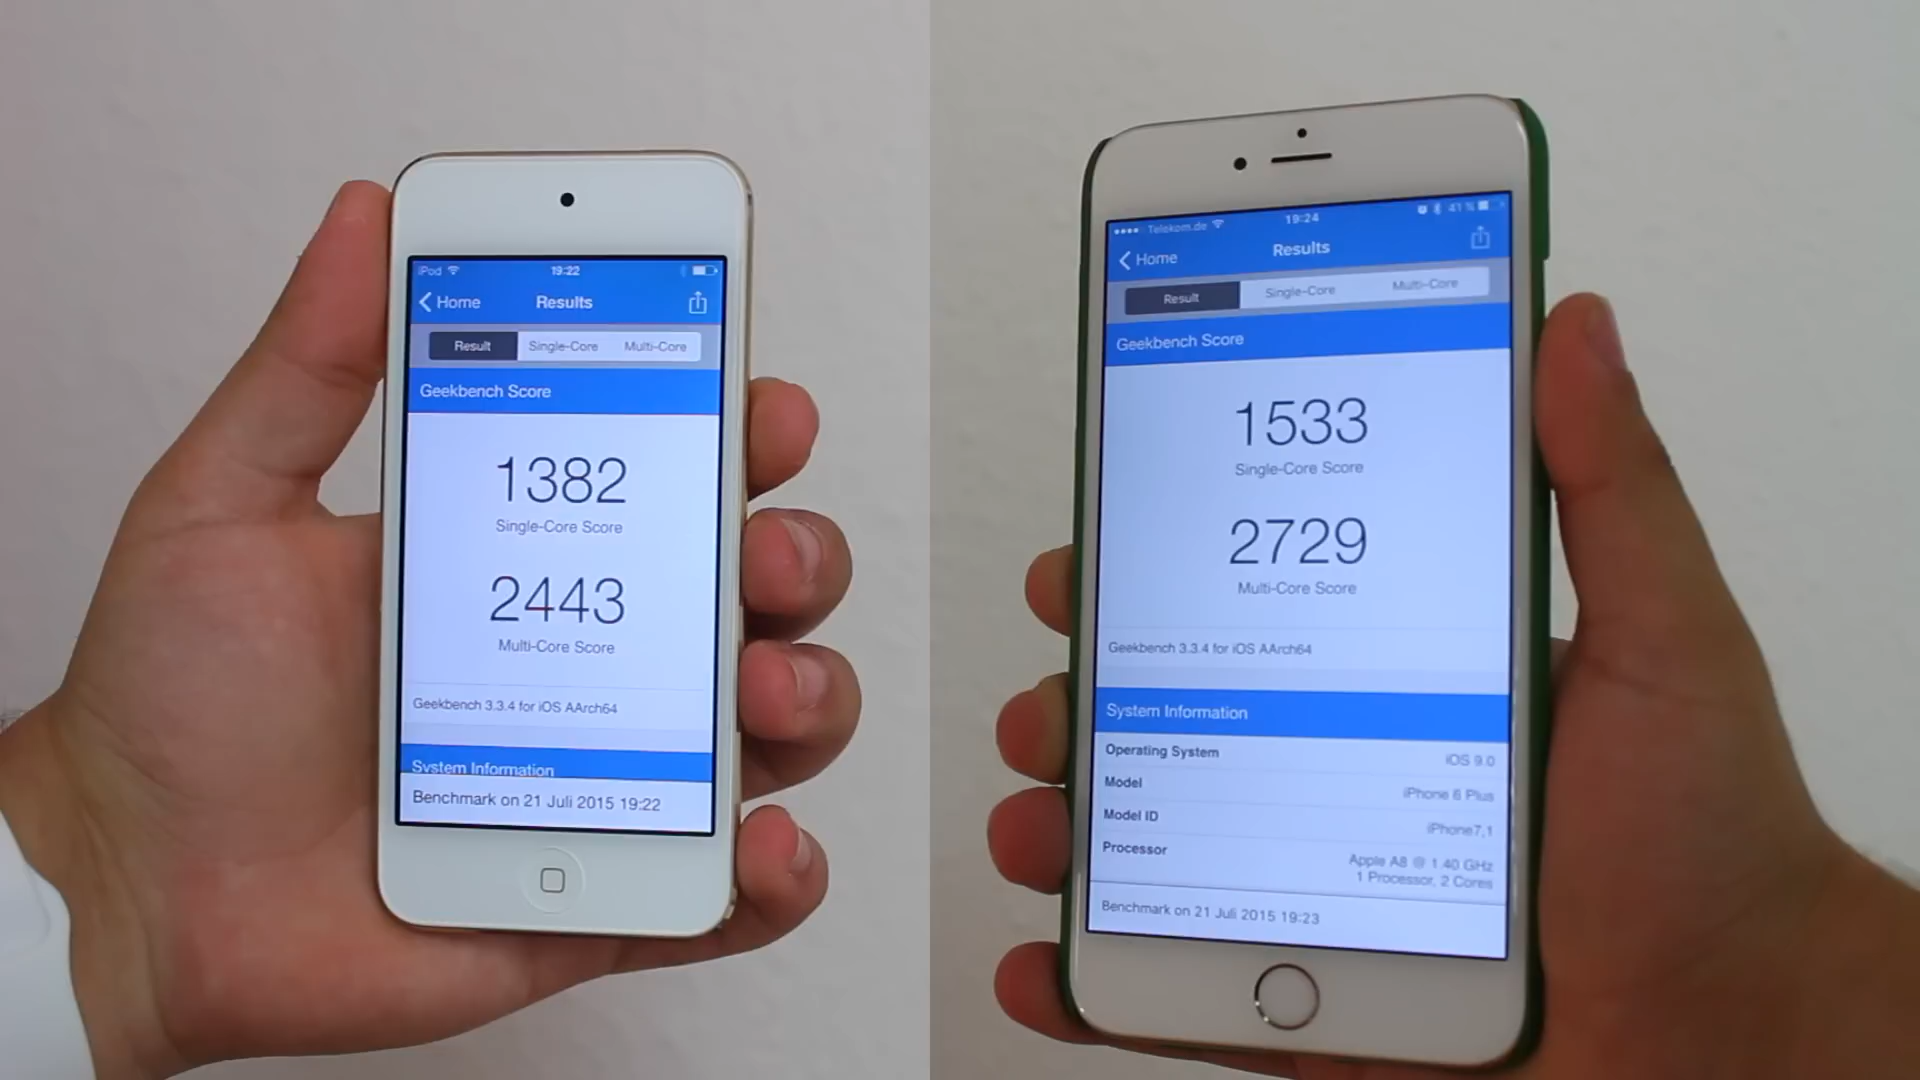 iPod 19:22
Home Results
Result Single-Core Multi-Core
Geekbench Score
1382
Single-Core Score
2443
Multi-Core Score
Geekbench 3.3.4 for iOS AArch64
System Information
Benchmark on 21 Juli 2015 19:22
Telekom.de 19:24 41 %
Home Results
Result Single-Core Multi-Core
Geekbench Score
1533
Single-Core Score
2729
Multi-Core Score
Geekbench 3.3.4 for iOS AArch64
System Information
Operating System iOS 9.0
Model iPhone 6 Plus
Model ID iPhone7,1
Processor Apple A8 @ 1.40 GHz
1 Processor, 2 Cores
Benchmark on 21 Juli 2015 19:23